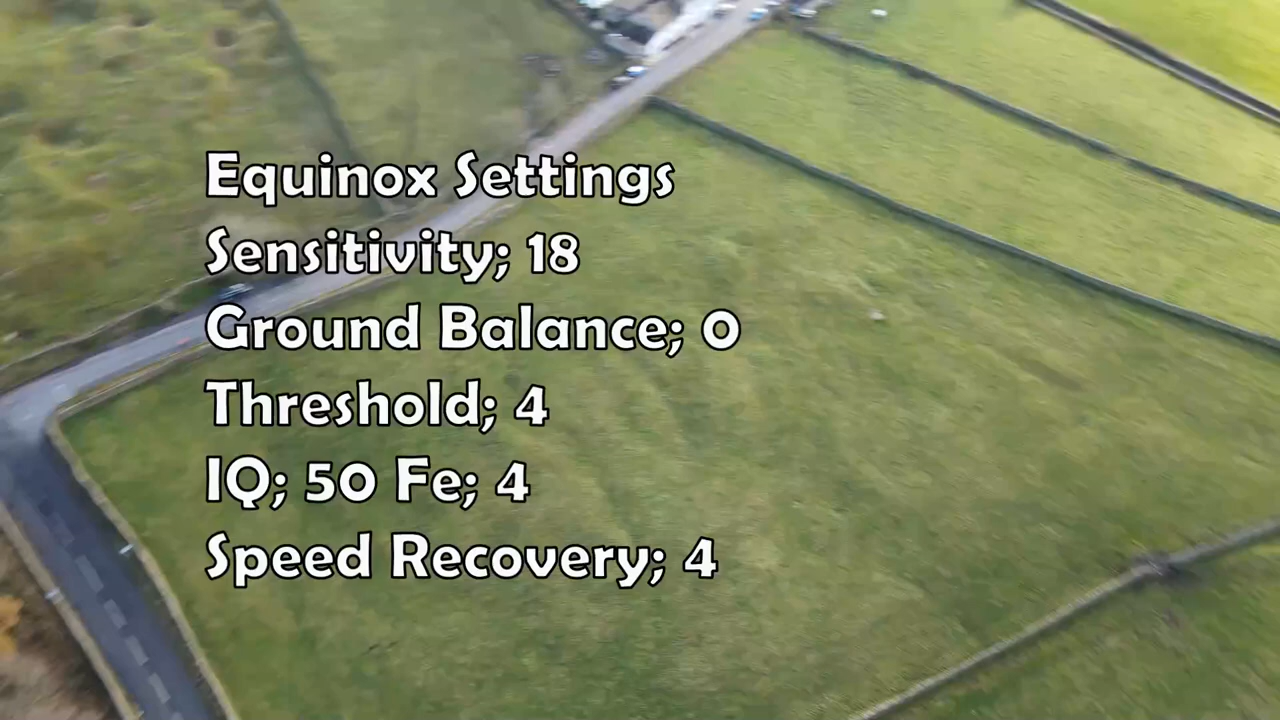 Equinox Settings
Sensitivity; 18
Ground Balance; 0
Threshold; 4
IQ; 50 Fe; 4
Speed Recovery; 4